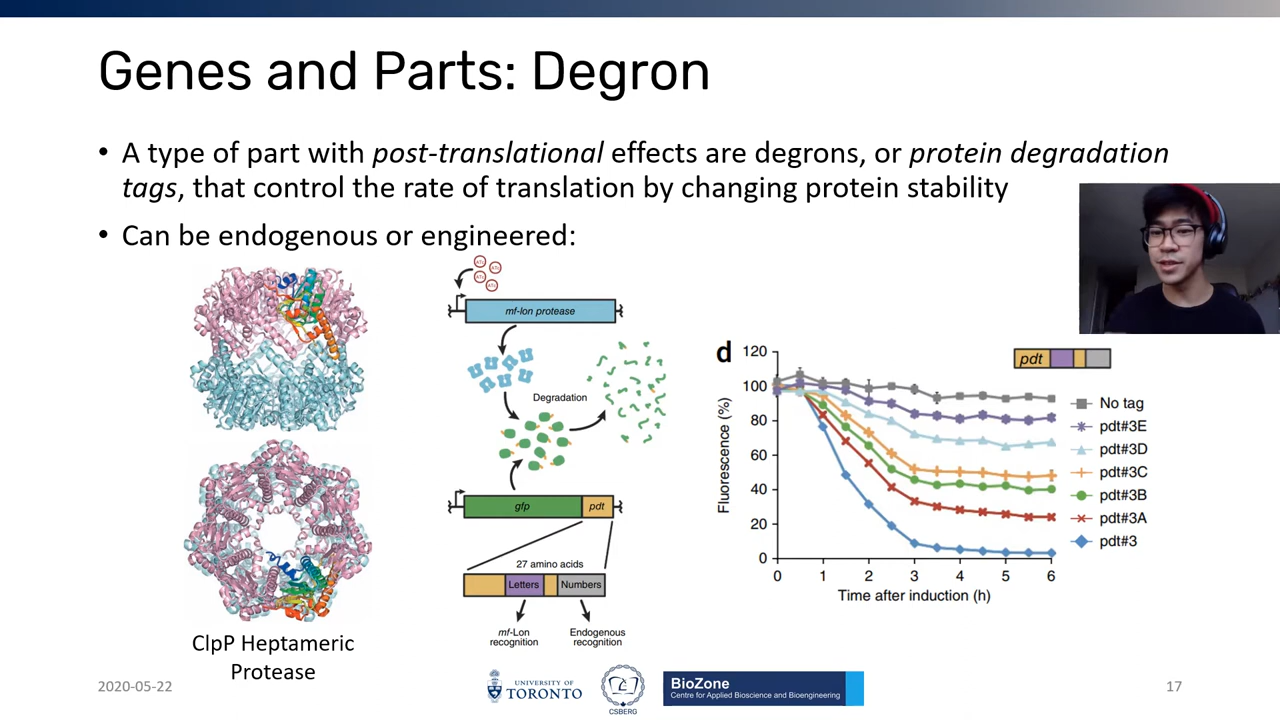 Genes and Parts: Degron
• A type of part with post-translational effects are degrons, or protein degradation
tags, that control the rate of translation by changing protein stability
• Can be endogenous or engineered:
ATc
ATc
ATc
ATc
mf-lon protease
Degradation
gfp
pdt
27 amino acids
Letters
Numbers
mf-Lon
recognition
Endogenous
recognition
ClpP Heptameric
Protease
d
pdt
120
100
80
60
40
20
0
Fluorescence (%)
0 1 2 3 4 5 6
Time after induction (h)
No tag
pdt#3E
pdt#3D
pdt#3C
pdt#3B
pdt#3A
pdt#3
2020-05-22
UNIVERSITY OF
TORONTO
CSBERG
BioZone
Centre for Applied Bioscience and Bioengineering
17